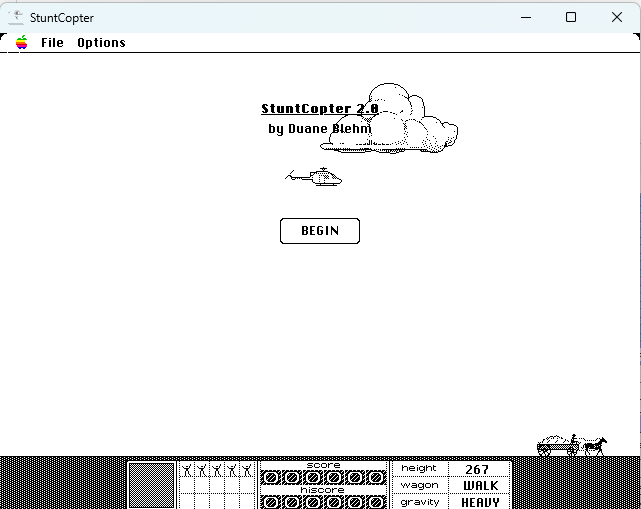 StuntCopter
File Options
StuntCopter 2.0
by Duane Blehm
BEGIN
score
hiscore
height 267
wagon WALK
gravity HEAVY